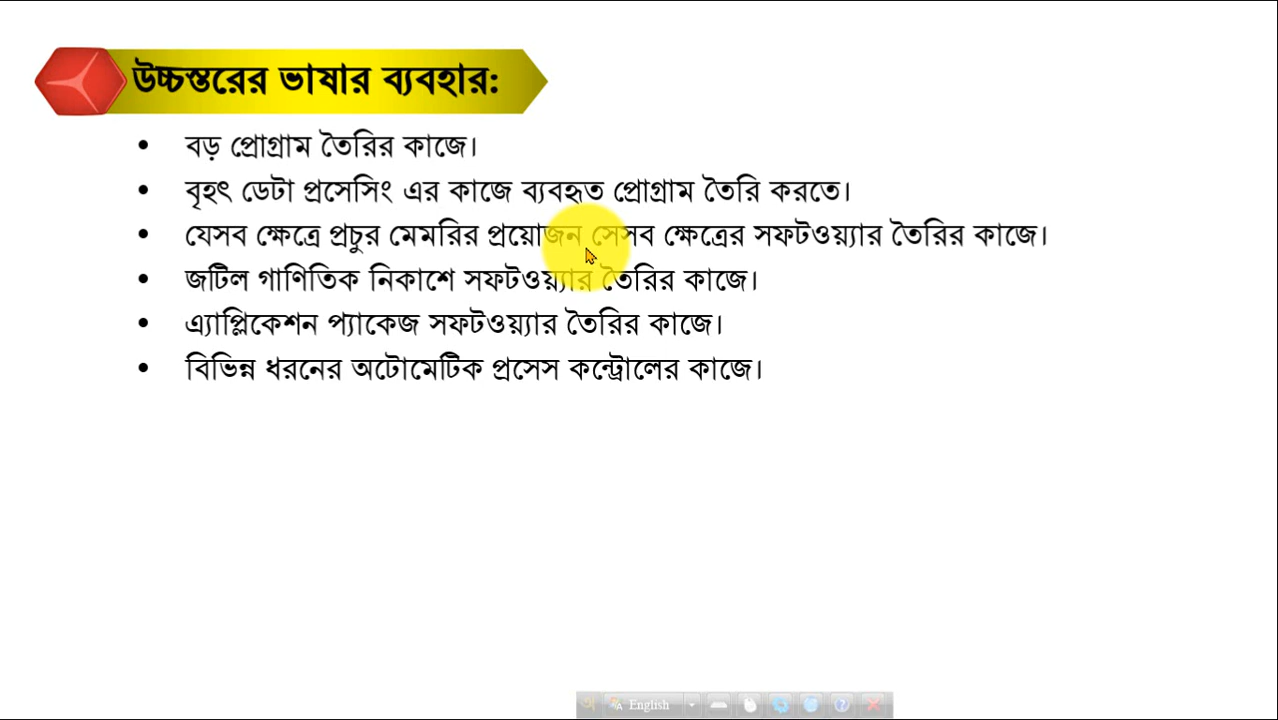 উচ্চস্তরের ভাষার ব্যবহার:
• বড় প্রোগ্রাম তৈরির কাজে।
• বৃহৎ ডেটা প্রসেসিং এর কাজে ব্যবহৃত প্রোগ্রাম তৈরি করতে।
• যেসব ক্ষেত্রে প্রচুর মেমরির প্রয়োজন সেসব ক্ষেত্রের সফটওয়্যার তৈরির কাজে।
• জটিল গাণিতিক নিকাশে সফটওয়্যার তৈরির কাজে।
• এ্যাপ্লিকেশন প্যাকেজ সফটওয়্যার তৈরির কাজে।
• বিভিন্ন ধরনের অটোমেটিক প্রসেস কন্ট্রোলের কাজে।
অ English